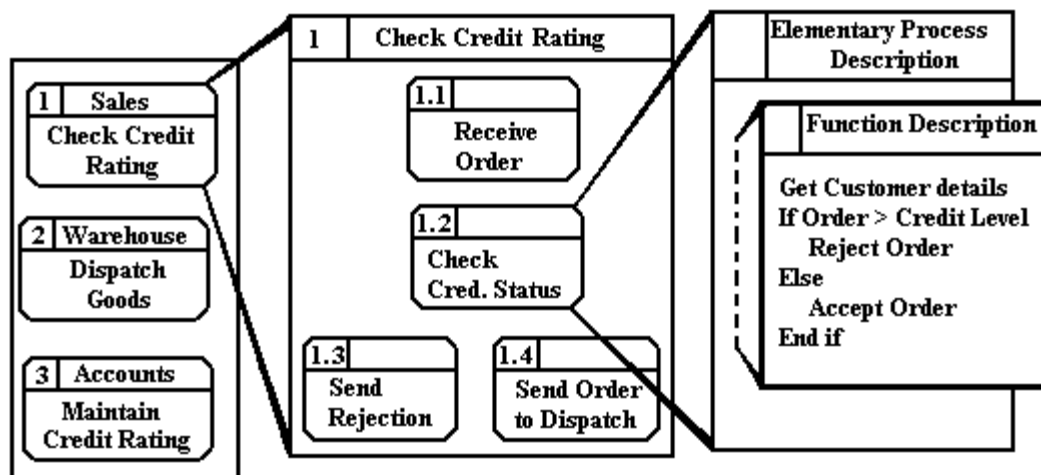 1 Sales
Check Credit
Rating
2 Warehouse
Dispatch
Goods
3 Accounts
Maintain
Credit Rating
1 Check Credit Rating
1.1
Receive
Order
1.2
Check
Cred. Status
1.3
Send
Rejection
1.4
Send Order
to Dispatch
Elementary Process
Description
Function Description
Get Customer details
If Order > Credit Level
Reject Order
Else
Accept Order
End if